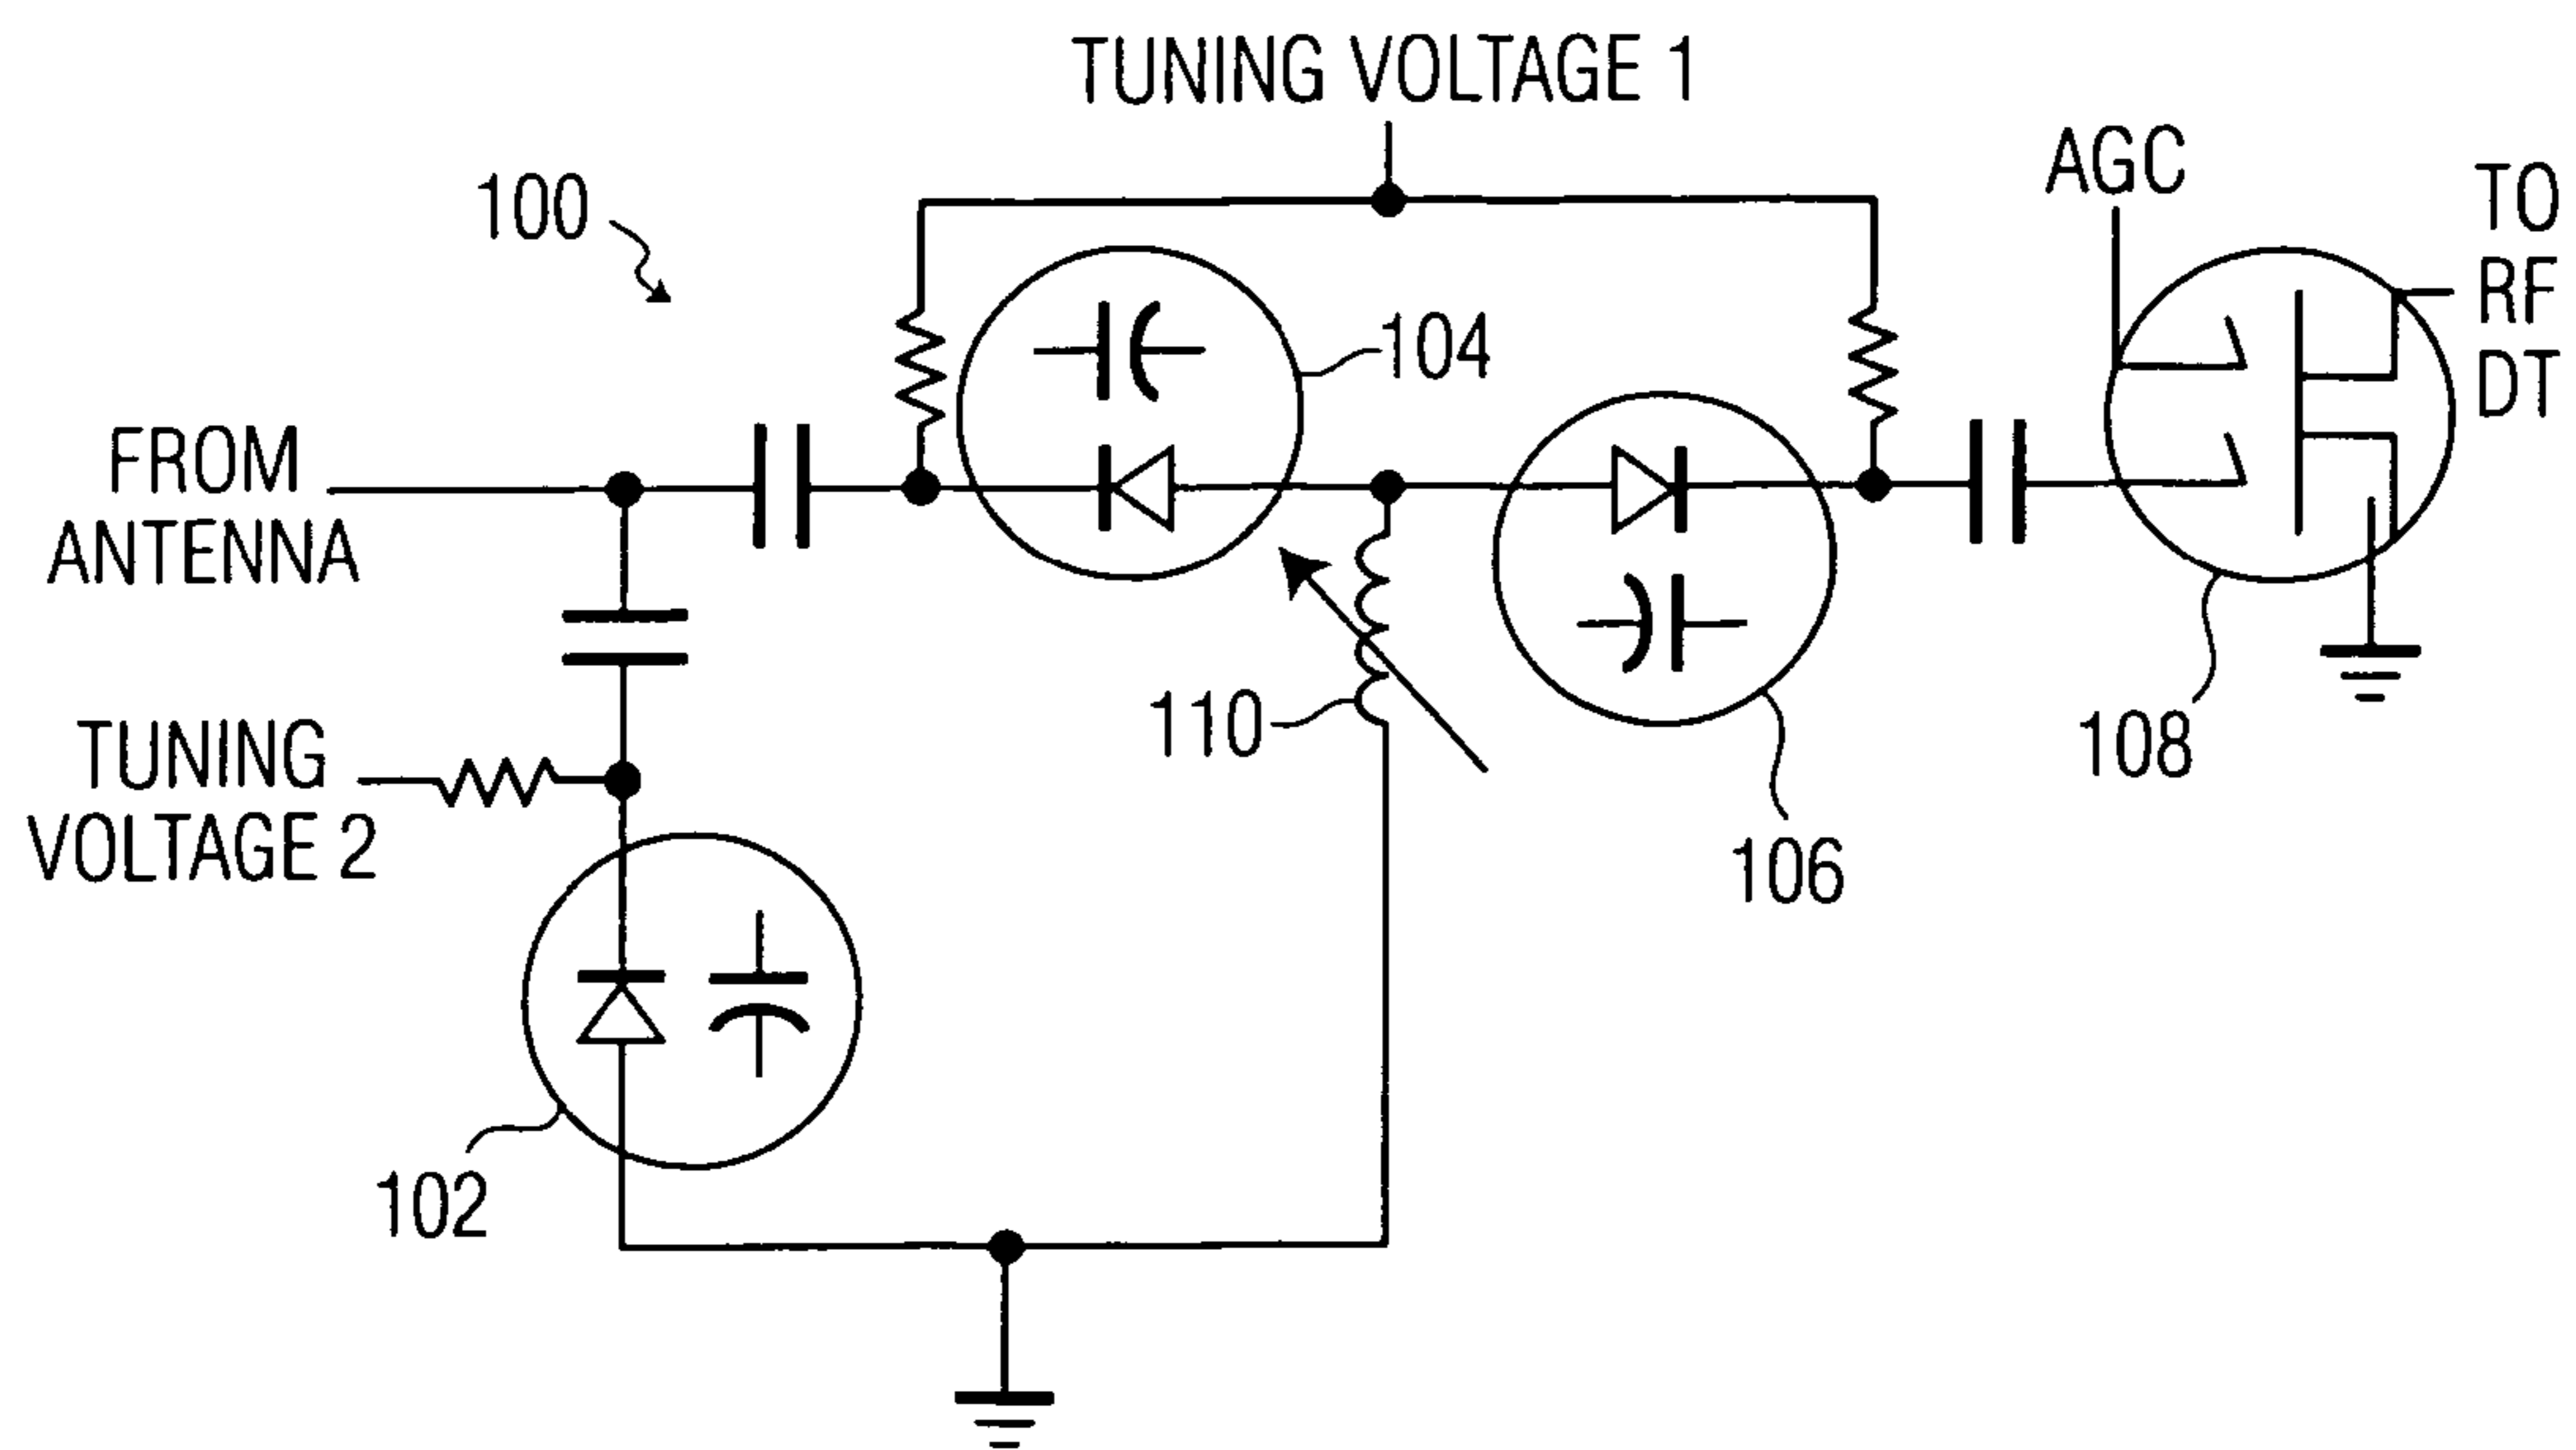 TUNING VOLTAGE 1
100
AGC
TO
RF
DT
104
FROM
ANTENNA
110
TUNING
VOLTAGE 2
108
106
102